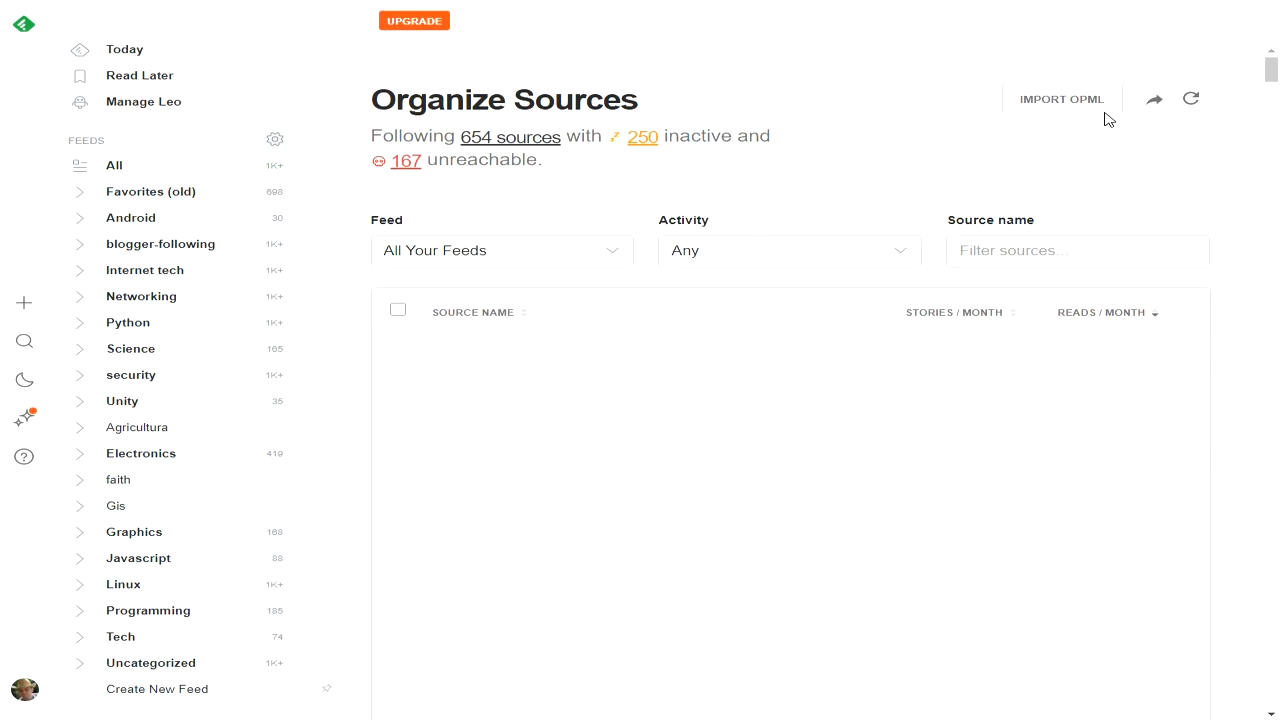 UPGRADE
Today
Read Later
Manage Leo
FEEDS
All 1K+
Favorites (old) 698
Android 30
blogger-following 1K+
Internet tech 1K+
Networking 1K+
Python 1K+
Science 165
security 1K+
Unity 35
Agricultura
Electronics 419
faith
Gis
Graphics 168
Javascript 88
Linux 1K+
Programming 185
Tech 74
Uncategorized 1K+
Create New Feed
Organize Sources
IMPORT OPML
Following 654 sources with 250 inactive and
167 unreachable.
Feed Activity Source name
All Your Feeds Any Filter sources...
SOURCE NAME STORIES / MONTH READS / MONTH